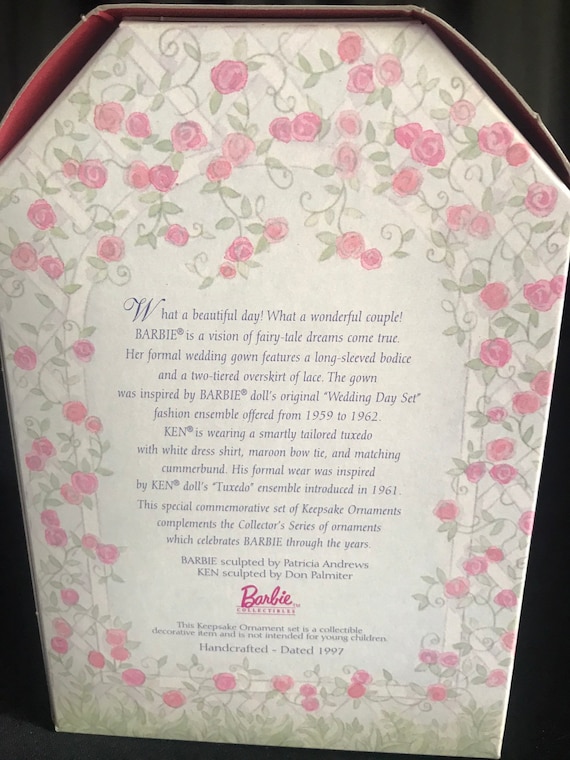 What a beautiful day! What a wonderful couple!
BARBIE® is a vision of fairy-tale dreams come true.
Her formal wedding gown features a long-sleeved bodice
and a two-tiered overskirt of lace. The gown
was inspired by BARBIE® doll's original "Wedding Day Set"
fashion ensemble offered from 1959 to 1962.
KEN® is wearing a smartly tailored tuxedo
with white dress shirt, maroon bow tie, and matching
cummerbund. His formal wear was inspired
by KEN® doll's "Tuxedo" ensemble introduced in 1961.
This special commemorative set of Keepsake Ornaments
complements the Collector's Series of ornaments
which celebrates BARBIE through the years.
BARBIE sculpted by Patricia Andrews
KEN sculpted by Don Palmiter
Barbie™
COLLECTIBLES
This Keepsake Ornament set is a collectible
decorative item and is not intended for young children.
Handcrafted - Dated 1997